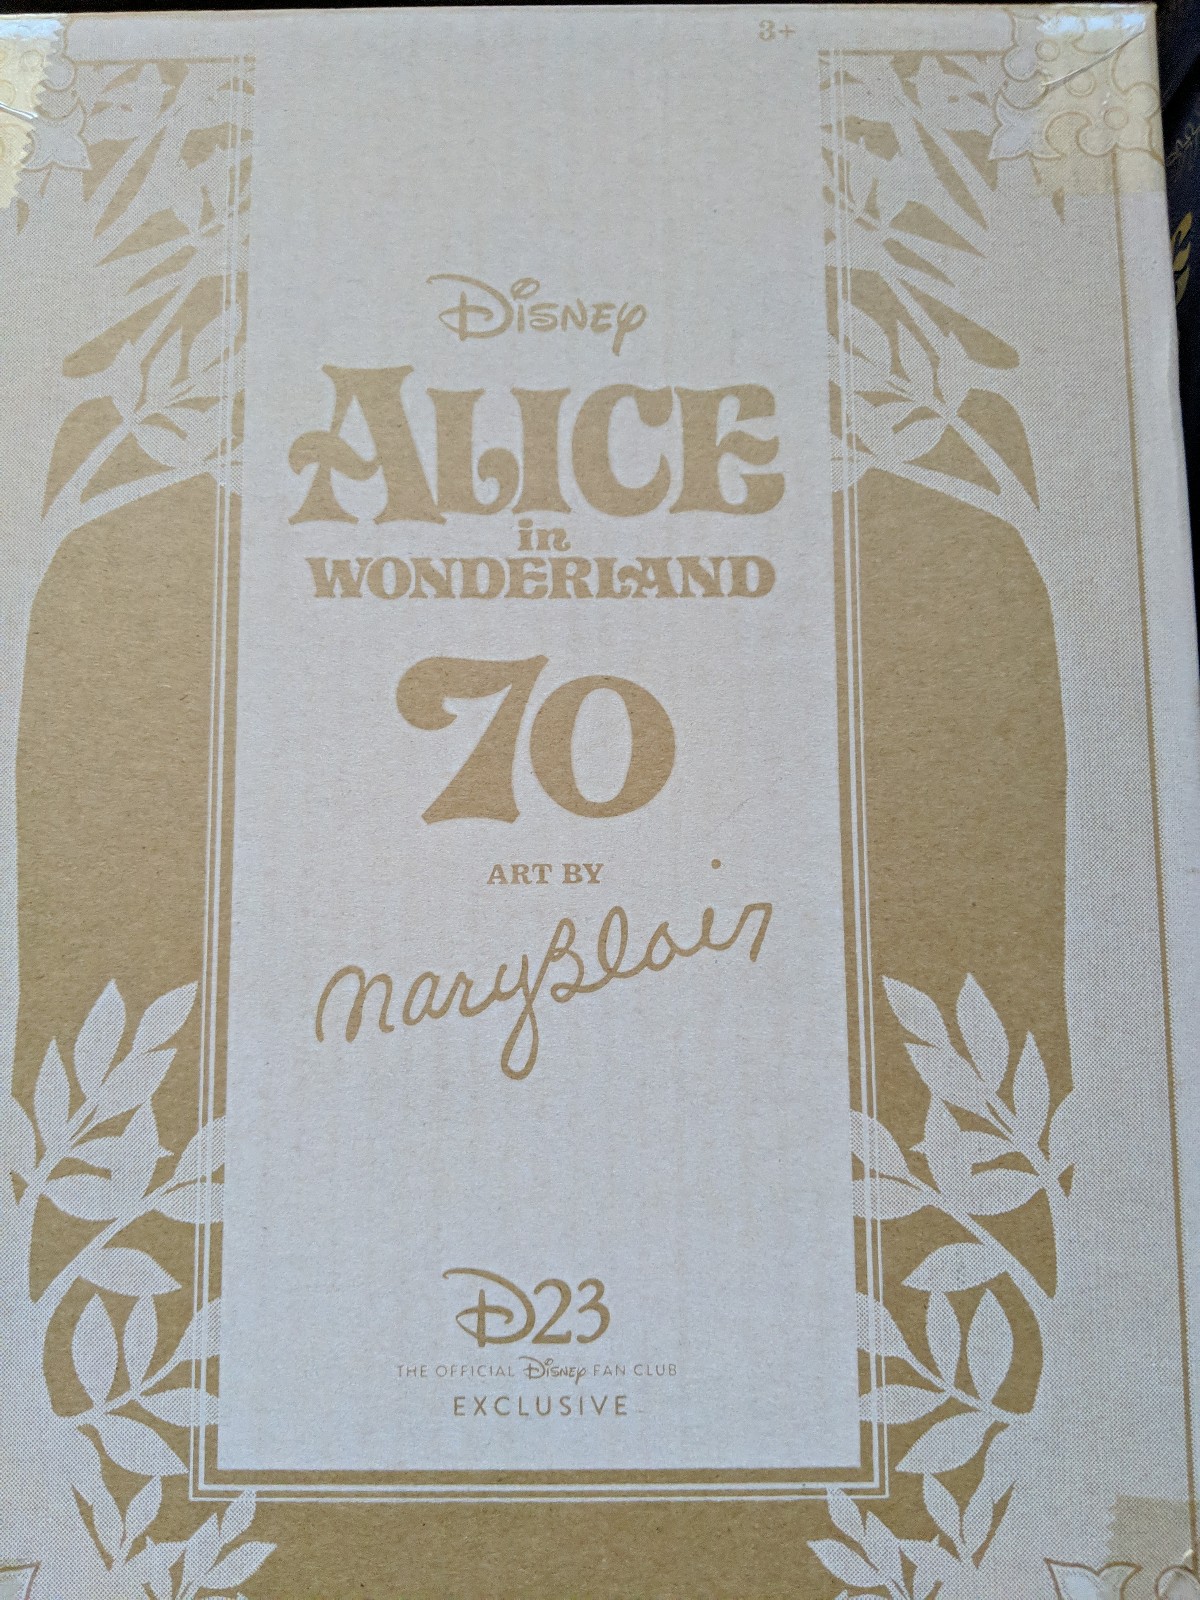 3+
Disney
ALICE
in
WONDERLAND
70
ART BY
Mary Blair
D23
THE OFFICIAL Disney FAN CLUB
EXCLUSIVE